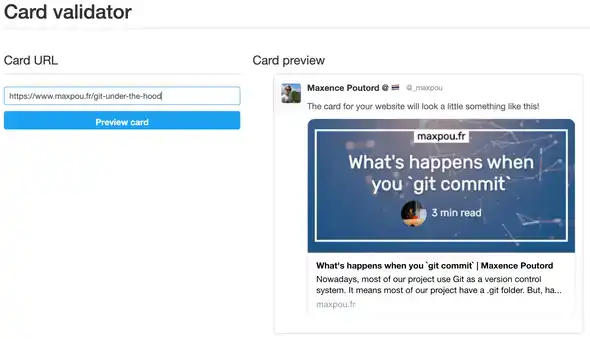 Card validator
Card URL
https://www.maxpou.fr/git-under-the-hood
Preview card
Card preview
Maxence Poutord @ @_maxpou
The card for your website will look a little something like this!
maxpou.fr
What's happens when
you `git commit`
3 min read
What's happens when you `git commit` | Maxence Poutord
Nowadays, most of our project use Git as a version control
system. It means most of our project have a .git folder. But, ha...
maxpou.fr